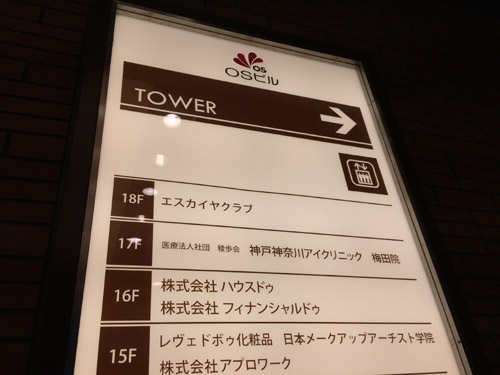 OS
OSビル
TOWER
18F エスカイヤクラブ
17F 医療法人社団 稜歩会 神戸神奈川アイクリニック 梅田院
16F 株式会社 ハウスドゥ
株式会社 フィナンシャルドゥ
15F レヴェドボゥ化粧品 日本メークアップアーチスト学院
株式会社 アプロワーク